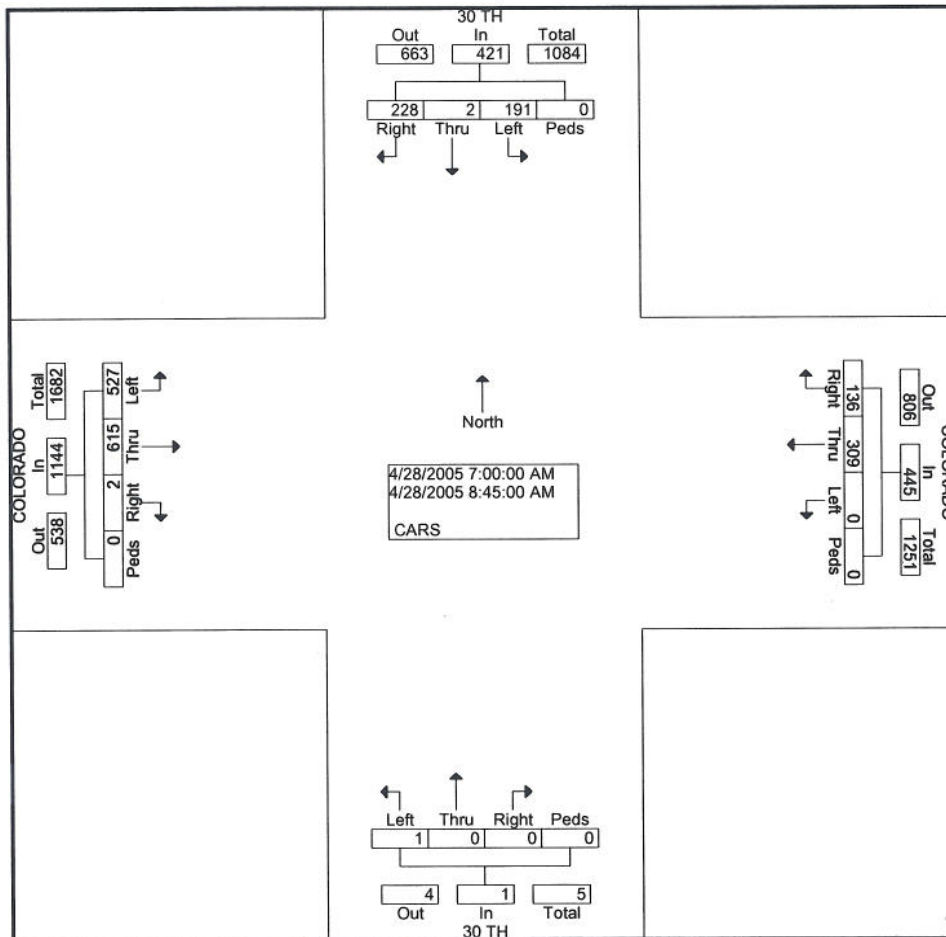 30 TH
Out In Total
663 421 1084
228 2 191 0
Right Thru Left Peds
COLORADO
Total In Out
1682 1144 538
527 615 2 0
Left Thru Right Peds
North
4/28/2005 7:00:00 AM
4/28/2005 8:45:00 AM
CARS
Right Thru Left Peds
136 309 0 0
Out In Total
806 445 1251
COLORADO
Left Thru Right Peds
1 0 0 0
4 1 5
Out In Total
30 TH